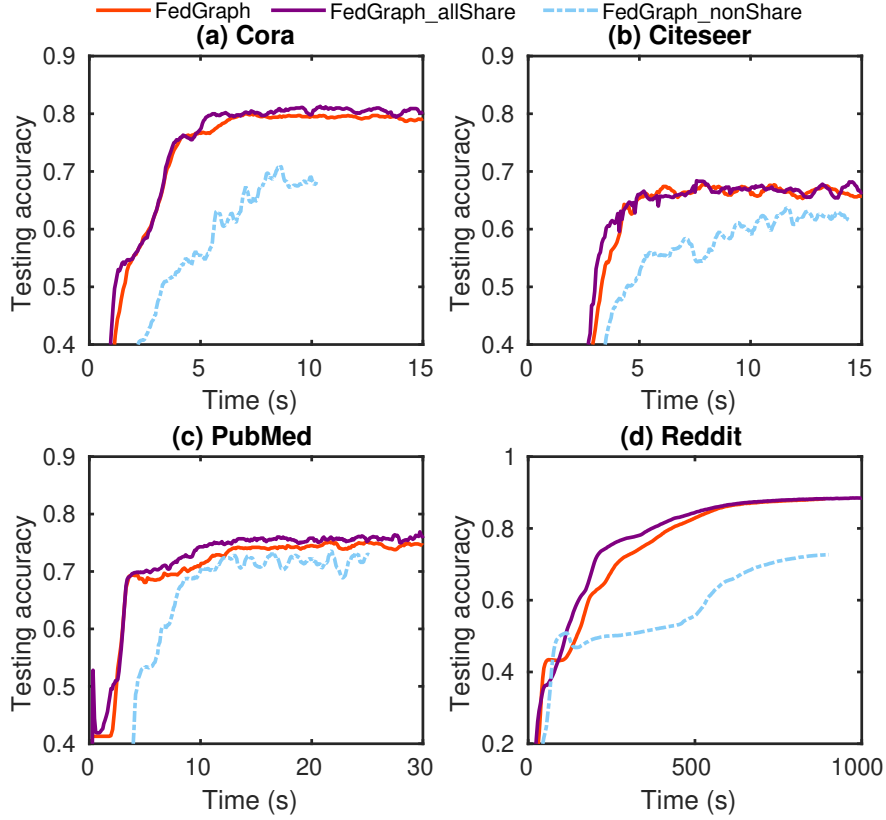 FedGraph FedGraph_allShare FedGraph_nonShare
(a) Cora
0.9
0.8
0.7
0.6
0.5
0.4
0 5 10 15
Testing accuracy
Time (s)
(b) Citeseer
0.9
0.8
0.7
0.6
0.5
0.4
0 5 10 15
Testing accuracy
Time (s)
(c) PubMed
0.9
0.8
0.7
0.6
0.5
0.4
0 10 20 30
Testing accuracy
Time (s)
(d) Reddit
1
0.8
0.6
0.4
0.2
0 500 1000
Testing accuracy
Time (s)